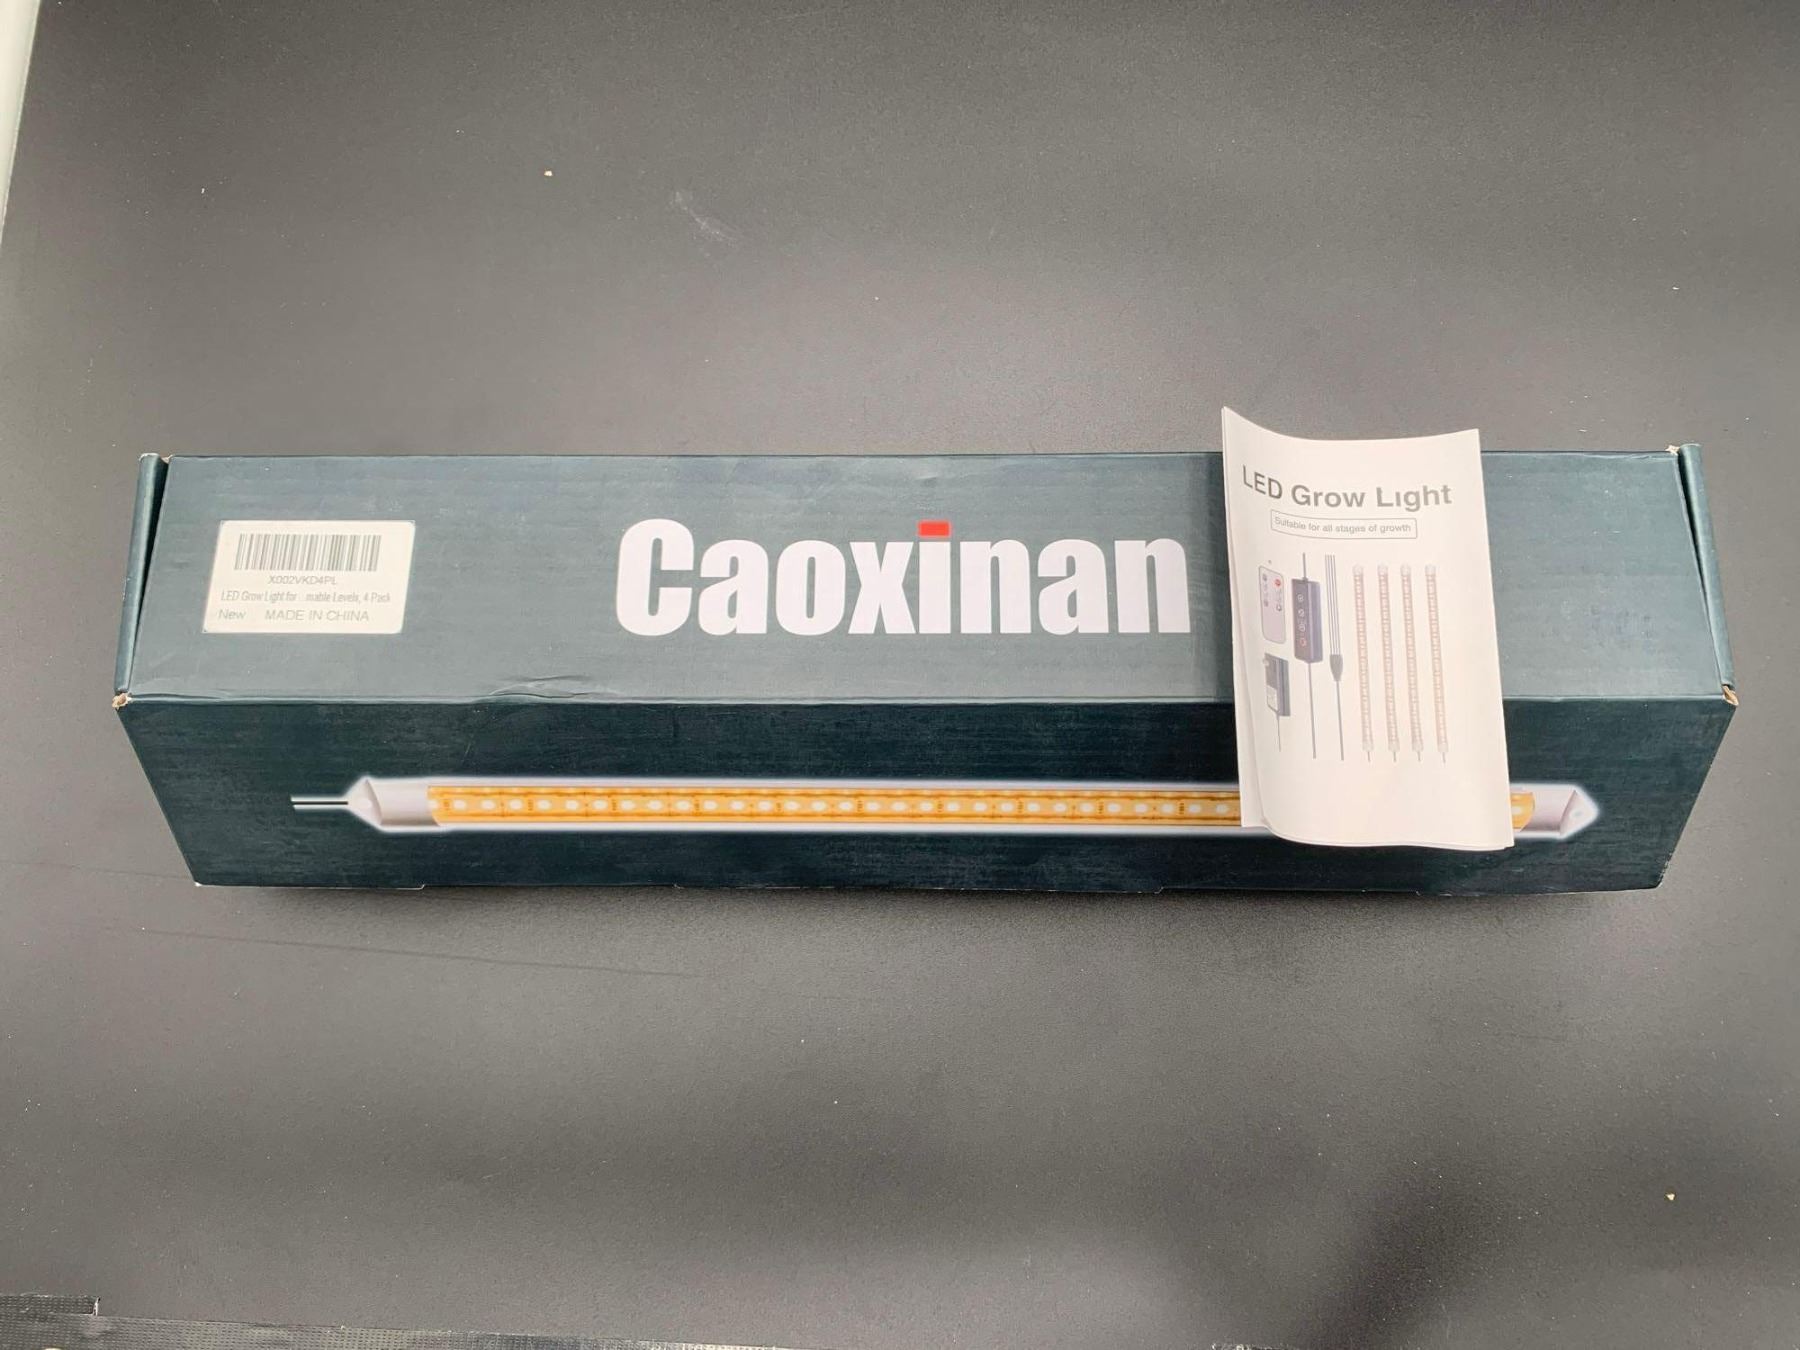 X002VKD4PL
LED Grow Light for ...mable Levels, 4-Pack
New MADE IN CHINA
Caoxinan
LED Grow Light
Suitable for all stages of growth